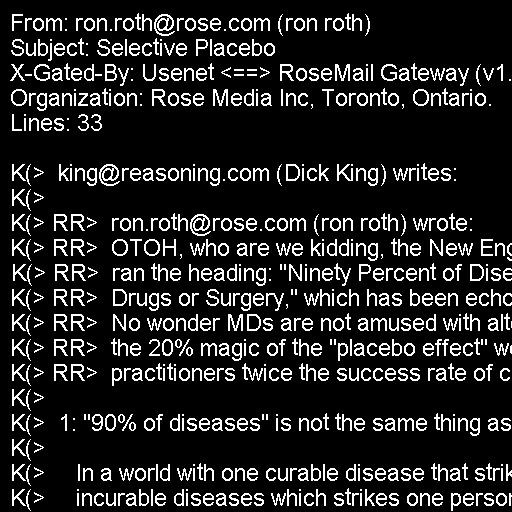 From: ron.roth@rose.com (ron roth)
Subject: Selective Placebo
X-Gated-By: Usenet <==> RoseMail Gateway (v1.
Organization: Rose Media Inc, Toronto, Ontario.
Lines: 33

K(>  king@reasoning.com (Dick King) writes:
K(>
K(> RR>  ron.roth@rose.com (ron roth) wrote:
K(> RR>  OTOH, who are we kidding, the New Eng
K(> RR>  ran the heading: "Ninety Percent of Dise
K(> RR>  Drugs or Surgery," which has been echo
K(> RR>  No wonder MDs are not amused with alte
K(> RR>  the 20% magic of the "placebo effect" wo
K(> RR>  practitioners twice the success rate of c
K(>
K(>  1: "90% of diseases" is not the same thing as
K(>
K(>     In a world with one curable disease that strik
K(>     incurable diseases which strikes one person